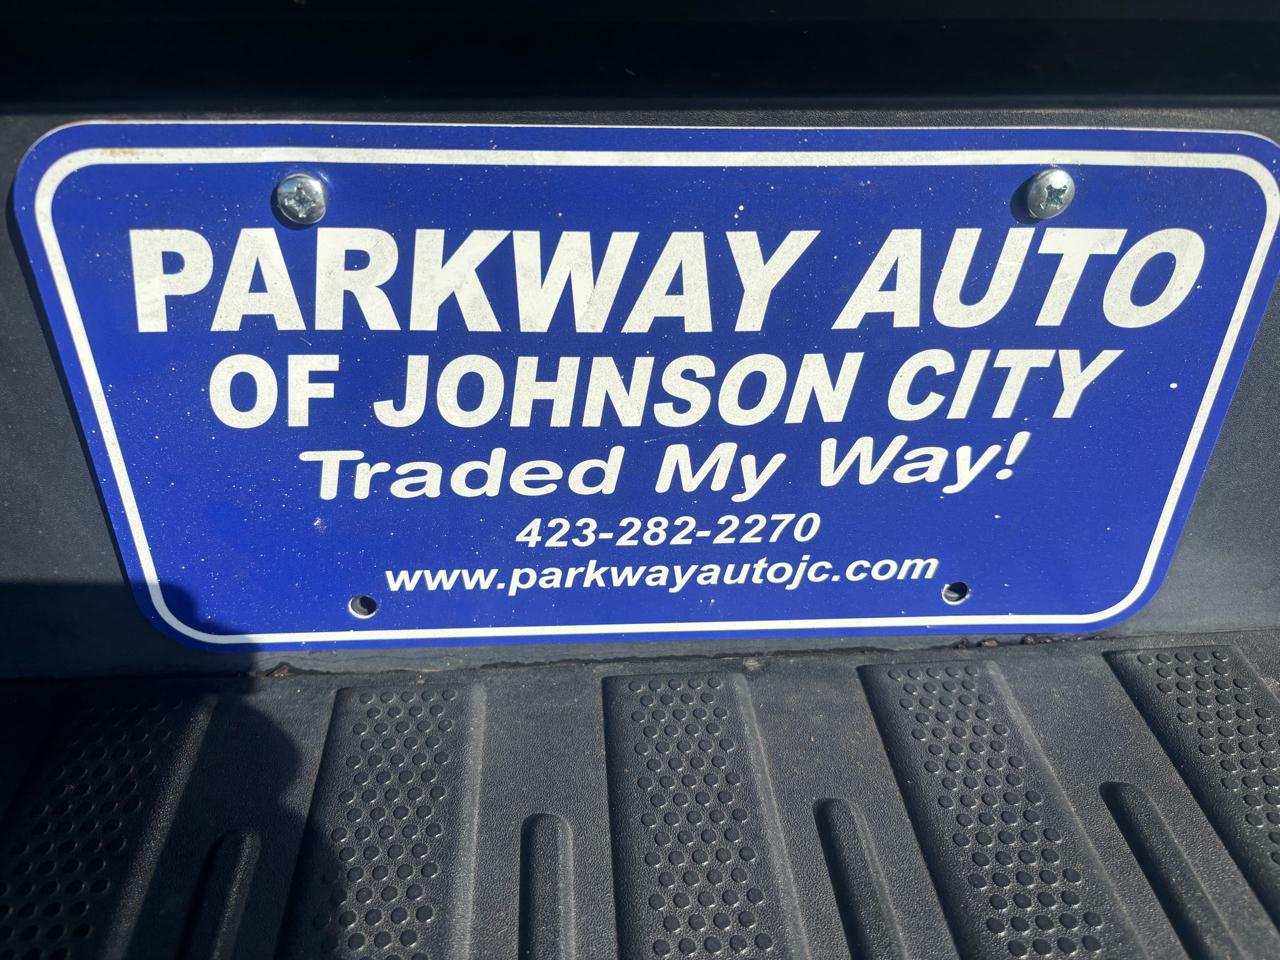 PARKWAY AUTO
OF JOHNSON CITY
Traded My Way!
423-282-2270
www.parkwayautojc.com